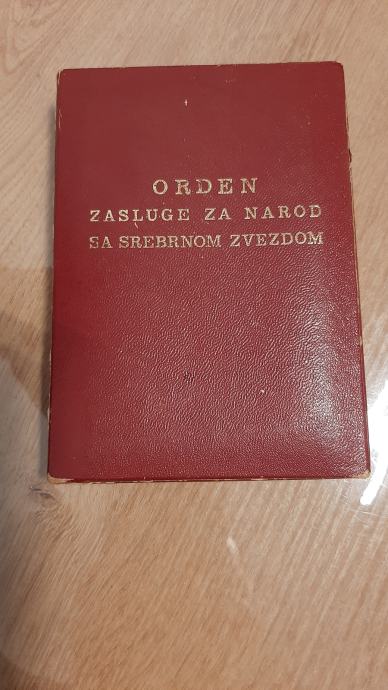 ORDEN
ZASLUGE ZA NAROD
SA SREBRNOM ZVEZDOM